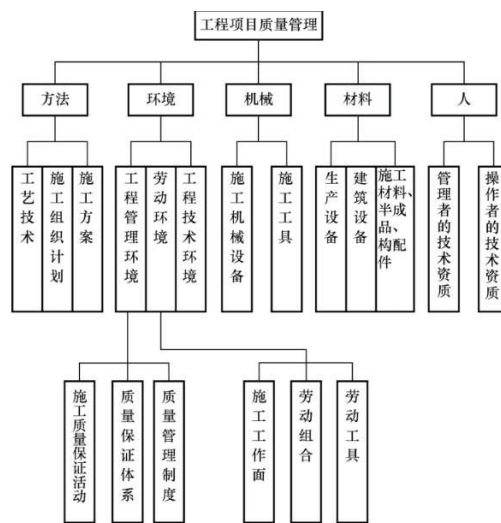 工程项目质量管理
方法
环境
机械
材料
人
工艺技术
施工组织计划
施工方案
工程管理环境
劳动环境
工程技术环境
施工机械设备
施工工具
生产设备
建筑设备
施工材料、半成品、构配件
管理者的技术资质
操作者的技术资质
施工质量保证活动
质量保证体系
质量管理制度
施工工作面
劳动组合
劳动工具